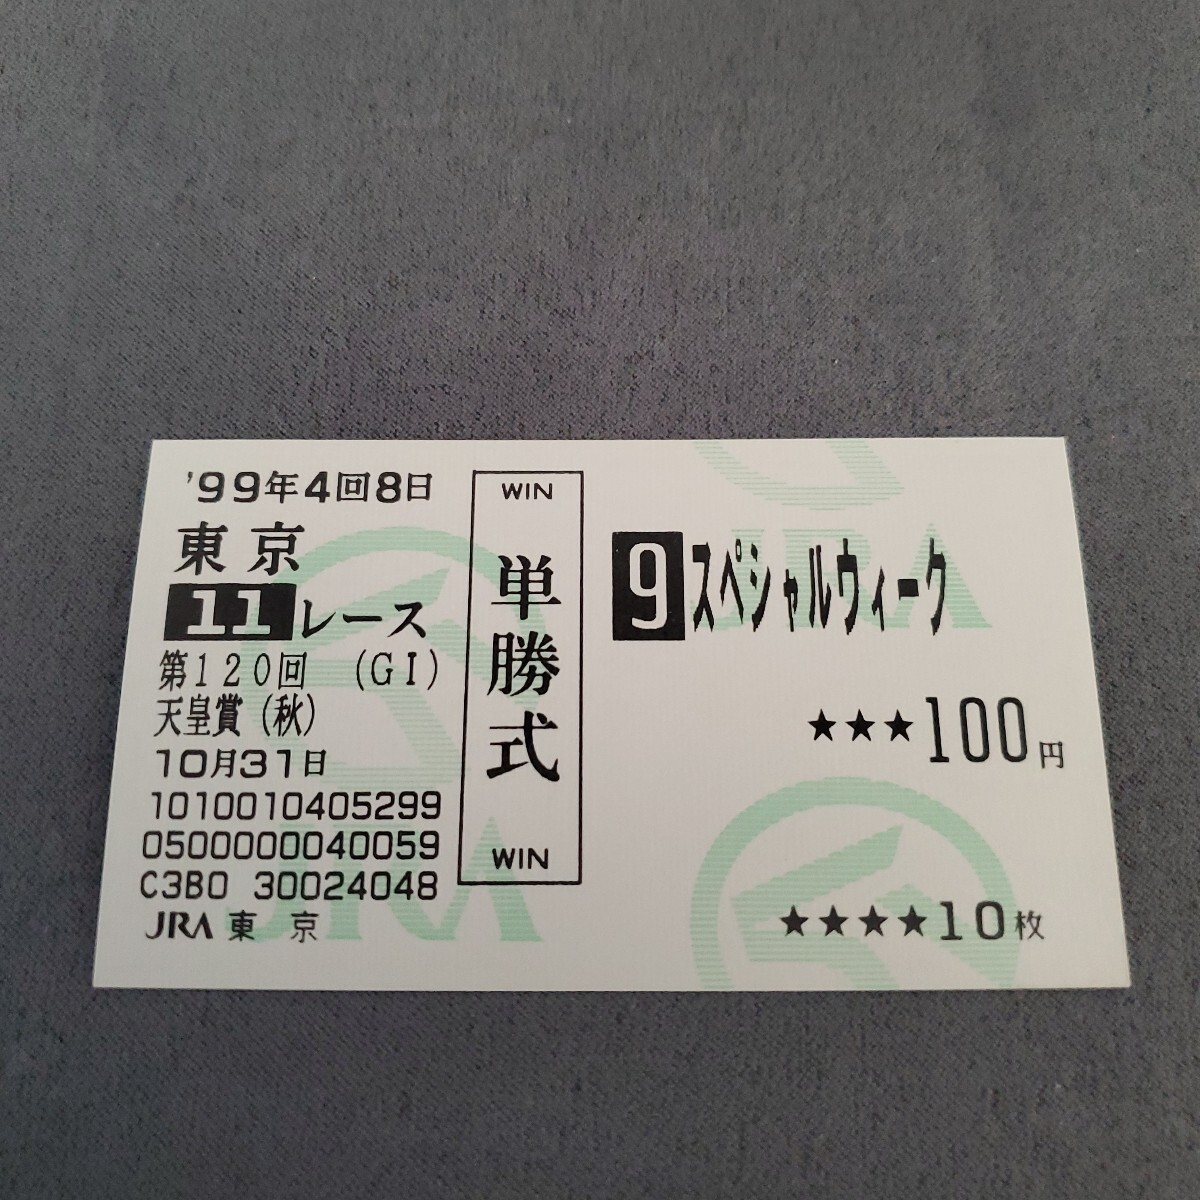 '99年4回8日
東京
11レース
第120回 (GI)
天皇賞(秋)
10月31日
1010010405299
0500000040059
C3B0 30024048
JRA 東 京
WIN
単勝式
WIN
9 スペシャルウィーク
★★★100円
★★★★10枚
JRA
JRA